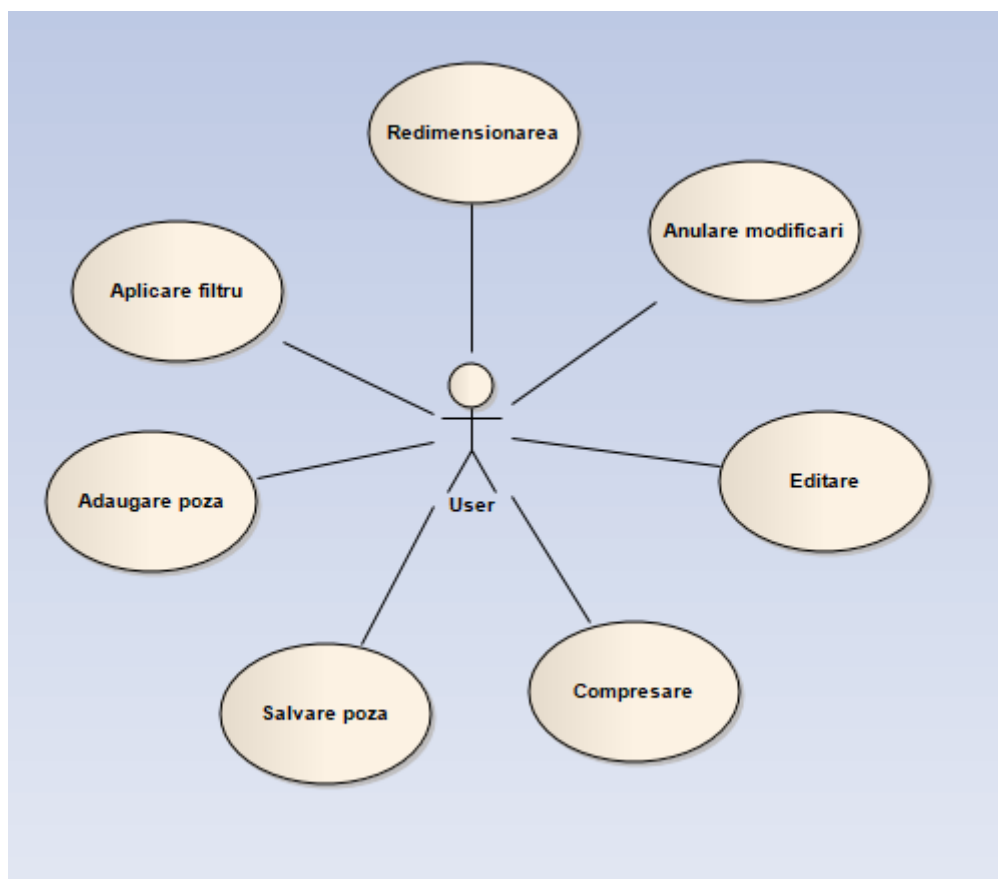 Redimensionarea
Anulare modificari
Aplicare filtru
Editare
Adaugare poza
User
Compresare
Salvare poza